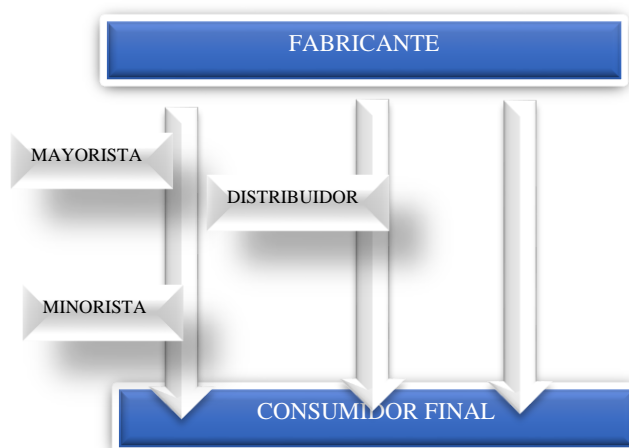 FABRICANTE
MAYORISTA
DISTRIBUIDOR
MINORISTA
CONSUMIDOR FINAL